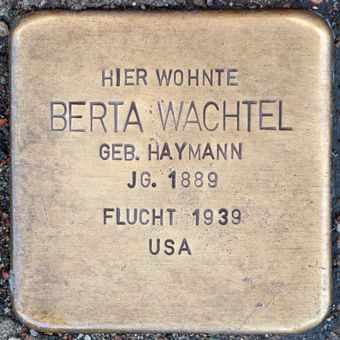 HIER WOHNTE
BERTA WACHTEL
GEB. HAYMANN
JG. 1889
FLUCHT 1939
USA